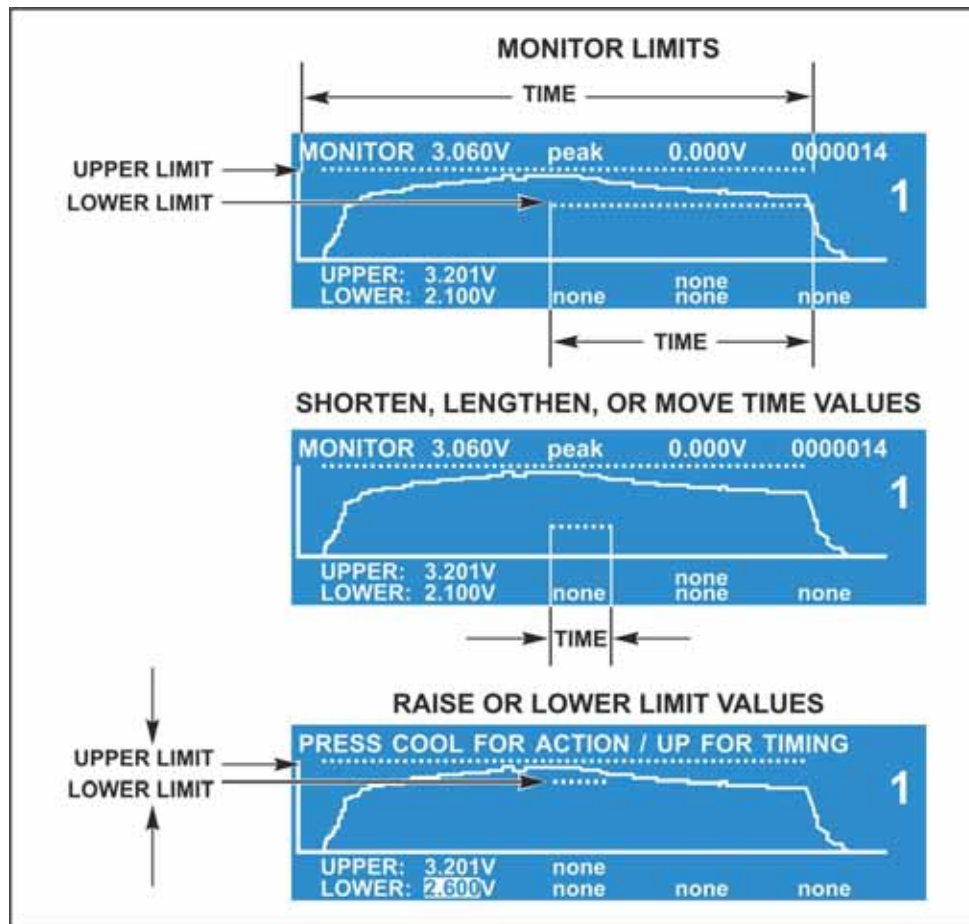 MONITOR LIMITS
TIME
MONITOR 3.060V peak 0.000V 0000014
UPPER LIMIT
LOWER LIMIT
1
UPPER: 3.201V none
LOWER: 2.100V none none none
TIME
SHORTEN, LENGTHEN, OR MOVE TIME VALUES
MONITOR 3.060V peak 0.000V 0000014
1
UPPER: 3.201V none
LOWER: 2.100V none none none
TIME
RAISE OR LOWER LIMIT VALUES
PRESS COOL FOR ACTION / UP FOR TIMING
UPPER LIMIT
LOWER LIMIT
1
UPPER: 3.201V none
LOWER: 2.600V none none none